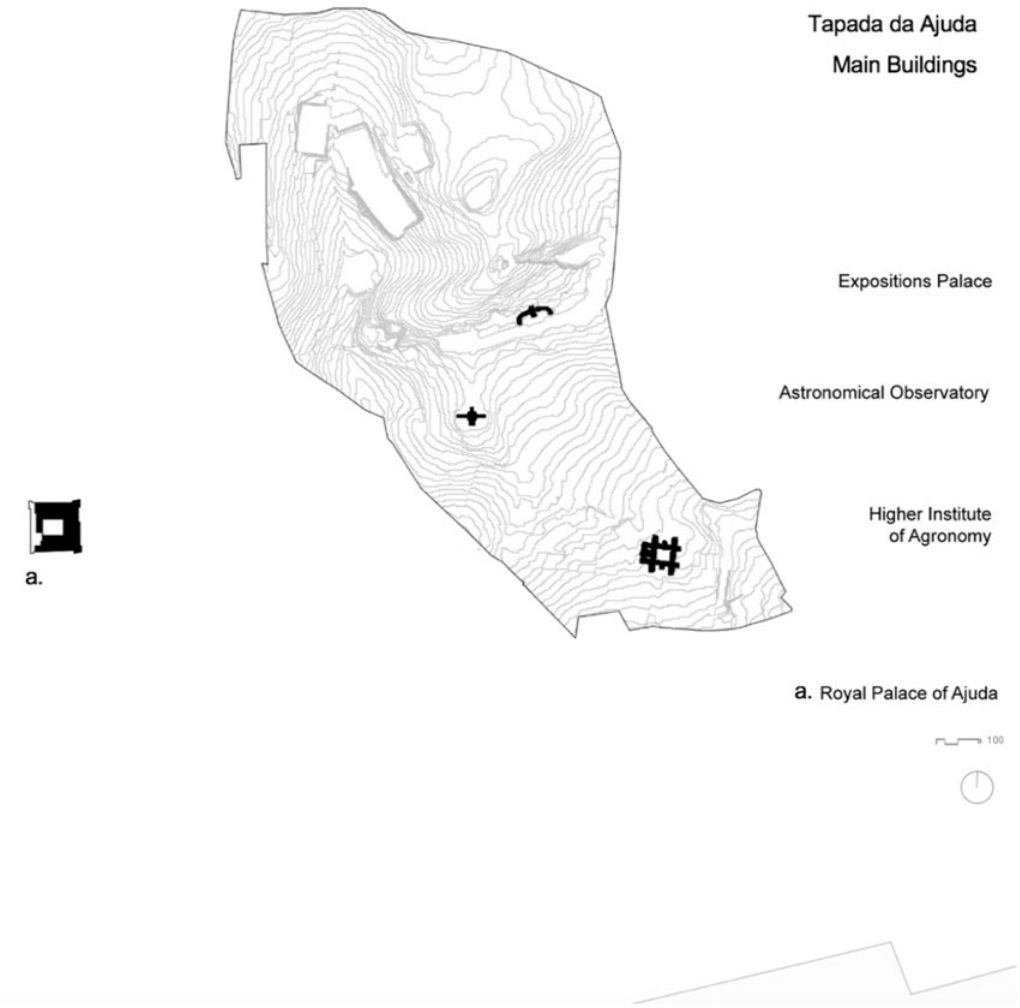 Tapada da Ajuda
Main Buildings
Expositions Palace
Astronomical Observatory
Higher Institute
of Agronomy
a.
a. Royal Palace of Ajuda
100